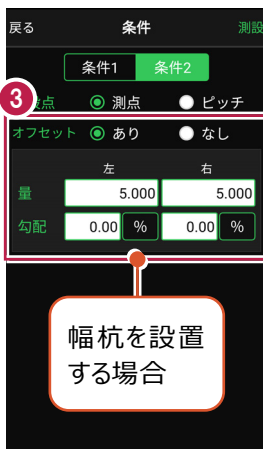 戻る 条件 測設
条件1 条件2
3
点 測点 ピッチ
オフセット あり なし
左 右
量 5.000 5.000
勾配 0.00 % 0.00 %
幅杭を設置
する場合